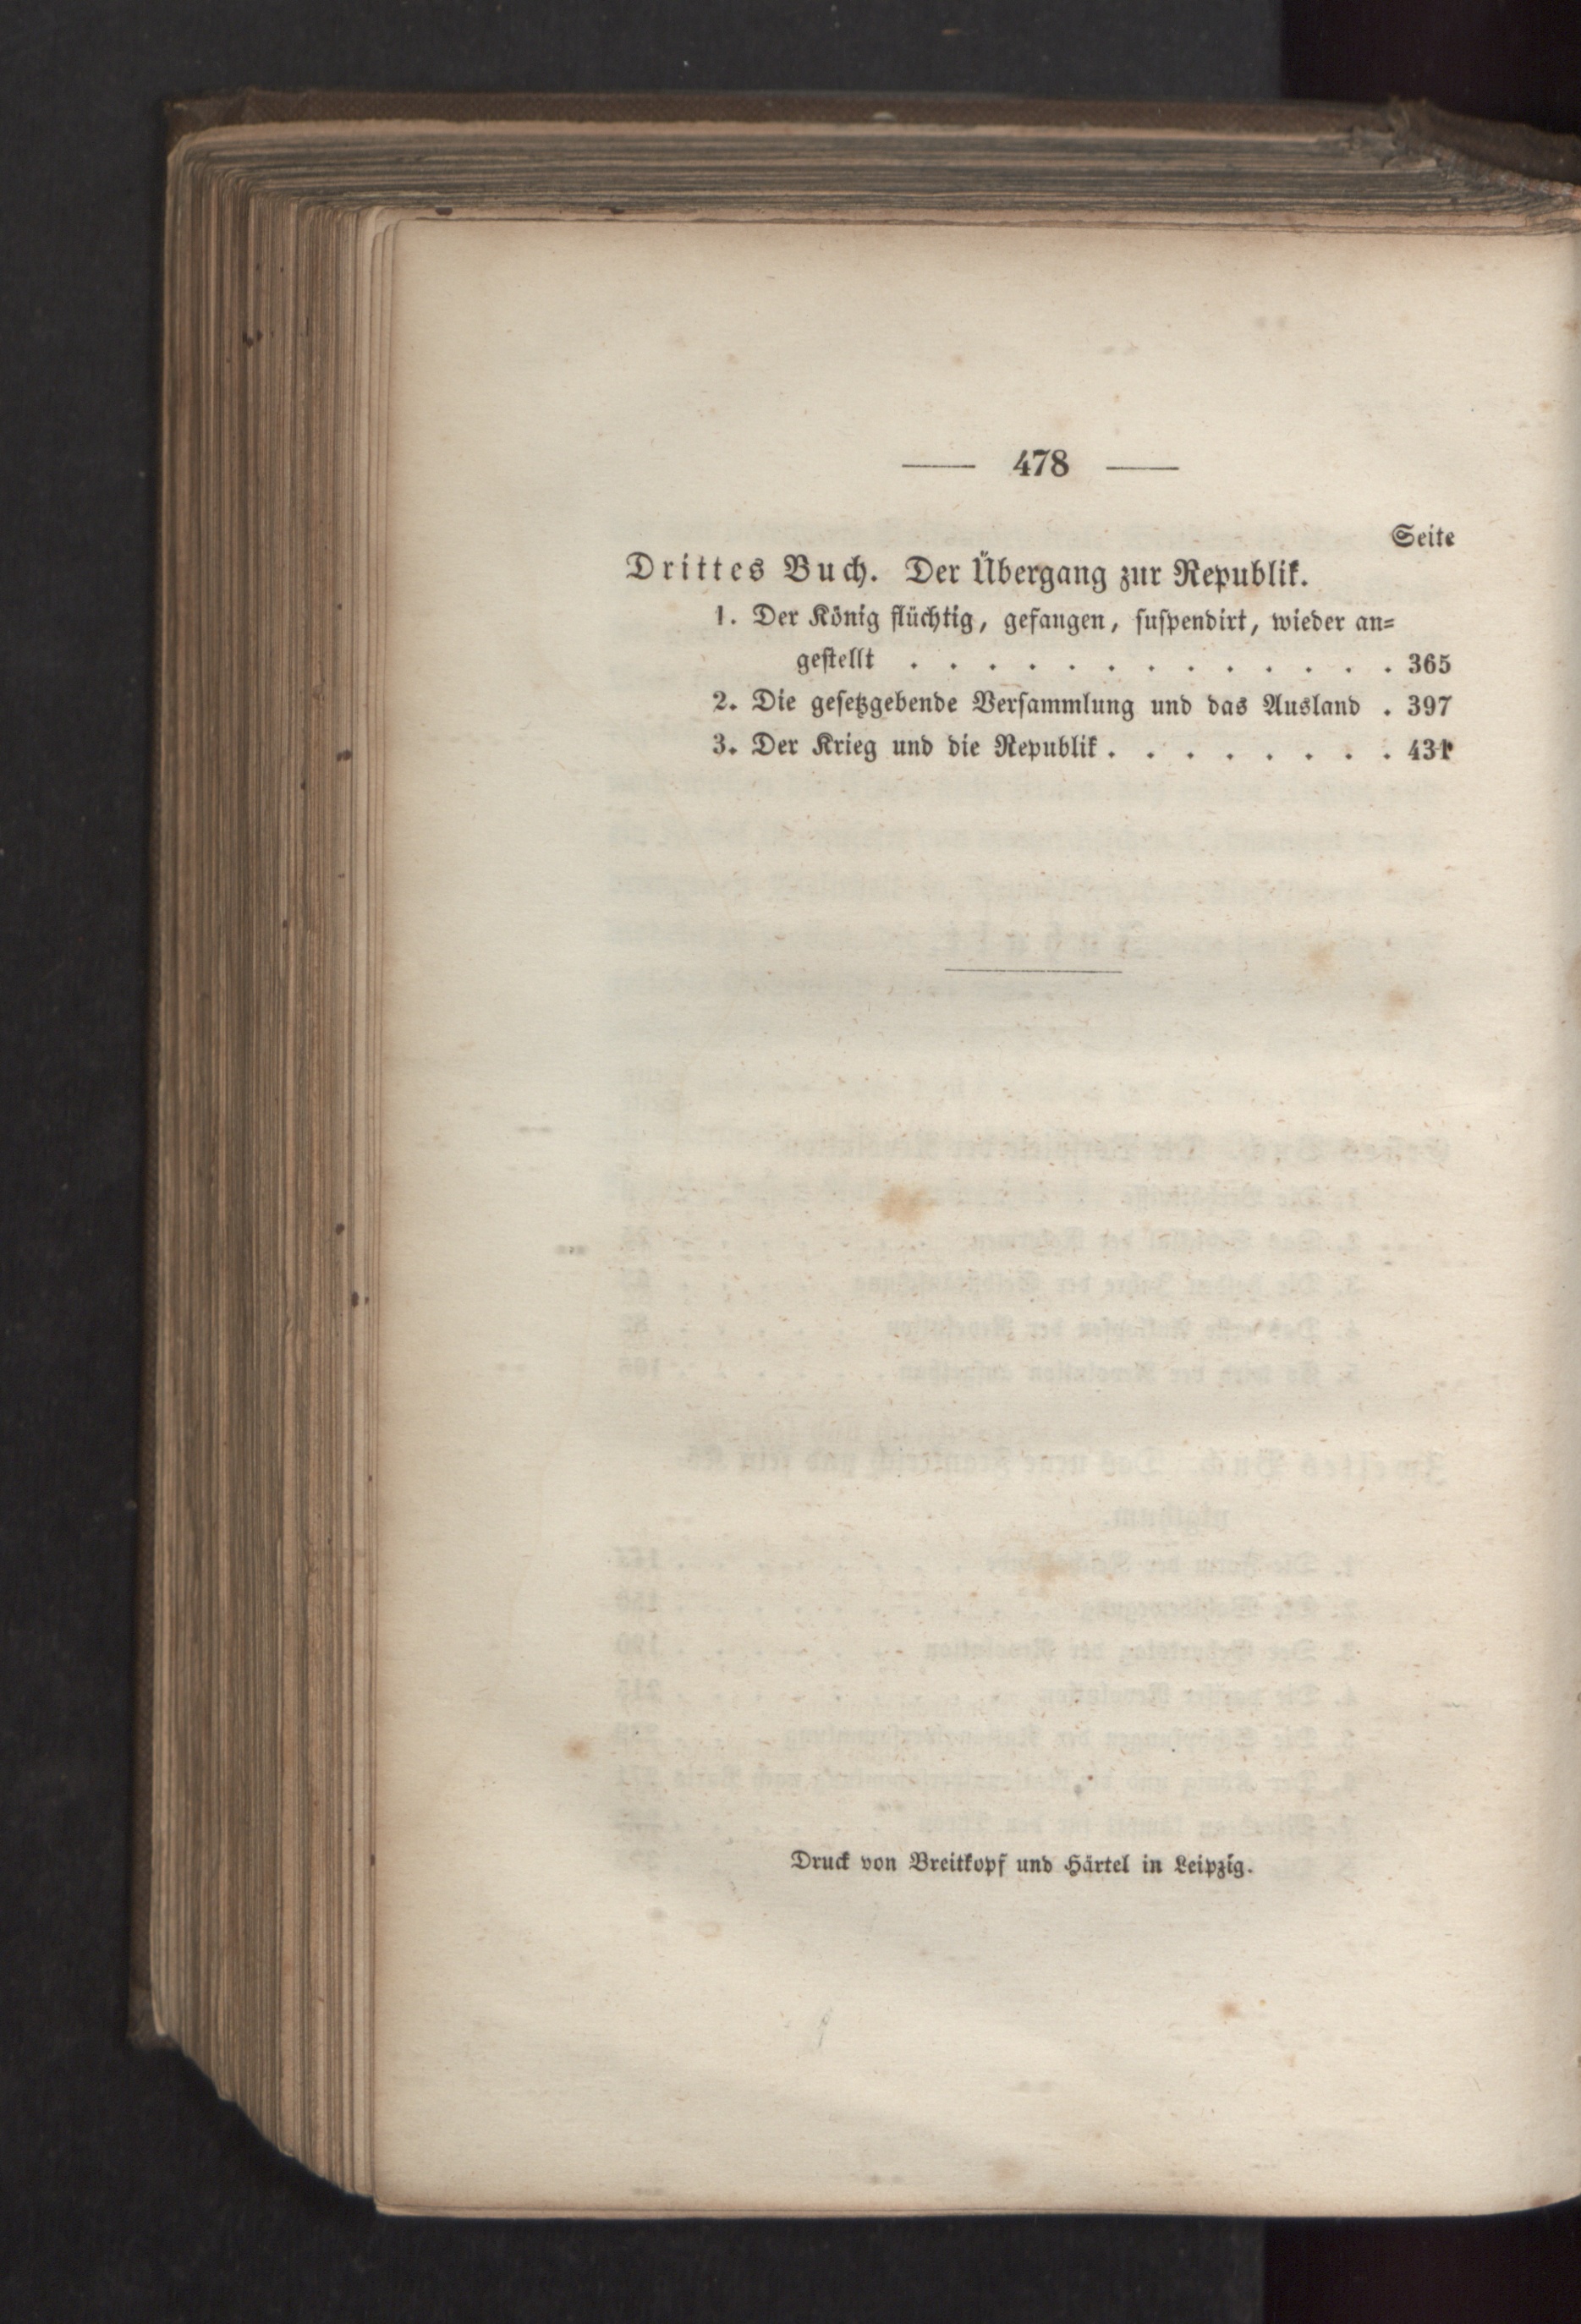 — 478 —
Seite
Drittes Buch. Der Übergang zur Republik.
1. Der König flüchtig, gefangen, suspendirt, wieder an=
gestellt . . . . . . . . . . . . . 365
2. Die gesetzgebende Versammlung und das Ausland . 397
3. Der Krieg und die Republik . . . . . . . . 431
Druck von Breitkopf und Härtel in Leipzig.